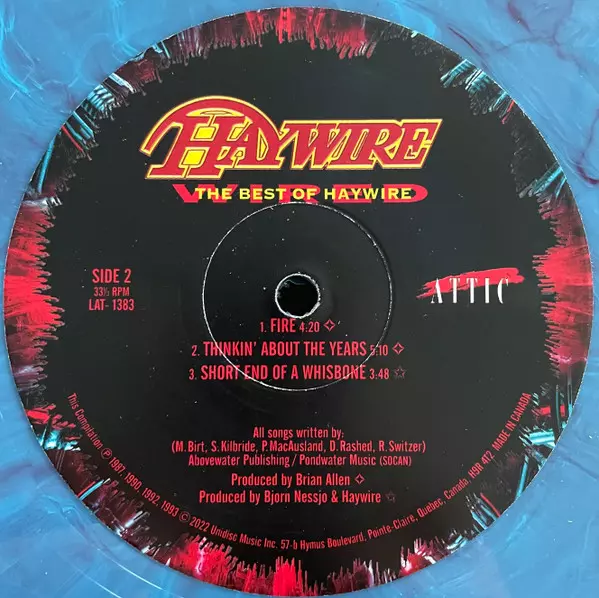 HAYWIRE
WIRED
THE BEST OF HAYWIRE
SIDE 2
33⅓ RPM
LAT- 1383
ATTIC
1. FIRE 4:20 ✧
2. THINKIN' ABOUT THE YEARS 5:10 ✧
3. SHORT END OF A WHISBONE 3:48 ☆
All songs written by:
(M. Birt, S. Kilbride, P. MacAusland, D. Rashed, R. Switzer)
Abovewater Publishing / Pondwater Music (SOCAN)
Produced by Brian Allen ✧
Produced by Bjorn Nessjo & Haywire ☆
This Compilation ℗ 1987, 1990, 1992, 1993 © 2022 Unidisc Music Inc. 57-b Hymus Boulevard, Pointe-Claire, Quebec, Canada, H9R 4T2 MADE IN CANADA